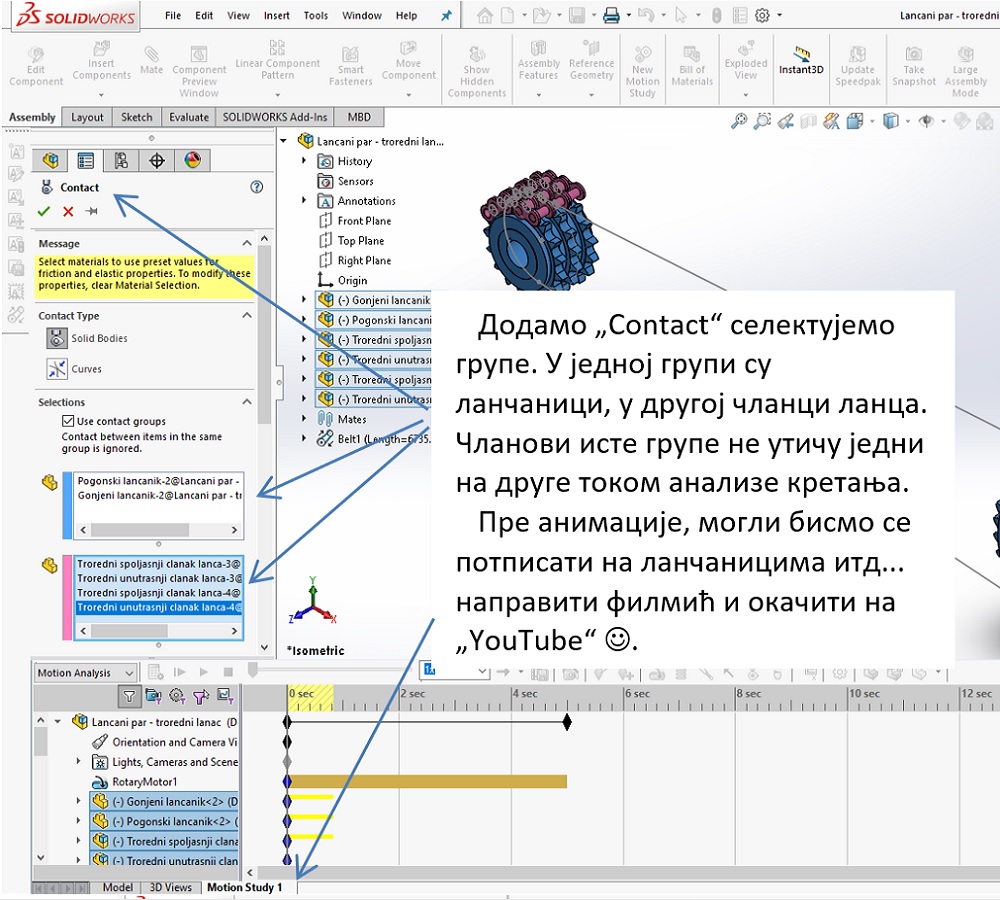 SOLIDWORKS
File Edit View Insert Tools Window Help
Lancani par - troredni
Edit Component
Insert Components
Mate
Component Preview Window
Linear Component Pattern
Smart Fasteners
Move Component
Show Hidden Components
Assembly Features
Reference Geometry
New Motion Study
Bill of Materials
Exploded View
Instant3D
Update Speedpak
Take Snapshot
Large Assembly Mode
Assembly Layout Sketch Evaluate SOLIDWORKS Add-Ins MBD
Contact
Message
Select materials to use preset values for
friction and elastic properties. To modify these
properties, clear Material Selection.
Contact Type
Solid Bodies
Curves
Selections
Use contact groups
Contact between items in the same
group is ignored.
Pogonski lancanik-2@Lancani par -
Gonjeni lancanik-2@Lancani par - tr
Troredni spoljasnji clanak lanca-3@
Troredni unutrasnji clanak lanca-3@
Troredni spoljasnji clanak lanca-4@
Troredni unutrasnji clanak lanca-4@
Lancani par - troredni lan...
History
Sensors
Annotations
Front Plane
Top Plane
Right Plane
Origin
(-) Gonjeni lancanik
(-) Pogonski lancani
(-) Troredni spoljasn
(-) Troredni unutrasn
(-) Troredni spoljasn
(-) Troredni unutrasn
Mates
Belt1 (Length=6735.
Додамо „Contact“ селектујемо
групе. У једној групи су
ланчаници, у другој чланци ланца.
Чланови исте групе не утичу једни
на друге током анализе кретања.
Пре анимације, могли бисмо се
потписати на ланчаницима итд...
направити филмић и окачити на
„YouTube“ ☺.
Y
Z X
*Isometric
Motion Analysis
1x
0 sec 2 sec 4 sec 6 sec 8 sec 10 sec 12 sec
Lancani par - troredni lanac (D
Orientation and Camera Vi
Lights, Cameras and Scene
RotaryMotor1
(-) Gonjeni lancanik<2> (D
(-) Pogonski lancanik<2> (
(-) Troredni spoljasnji clana
(-) Troredni unutrasnji clan
Model 3D Views Motion Study 1